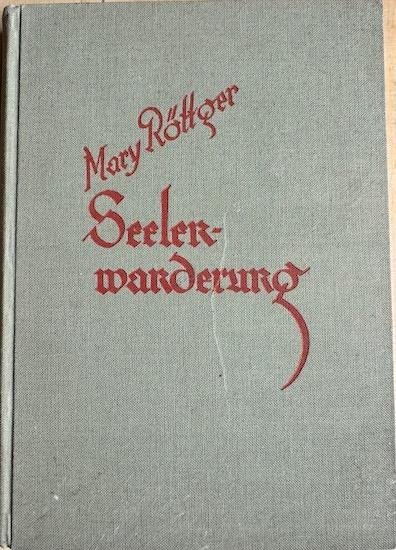 Mary Röttger
Seelen-
wanderung